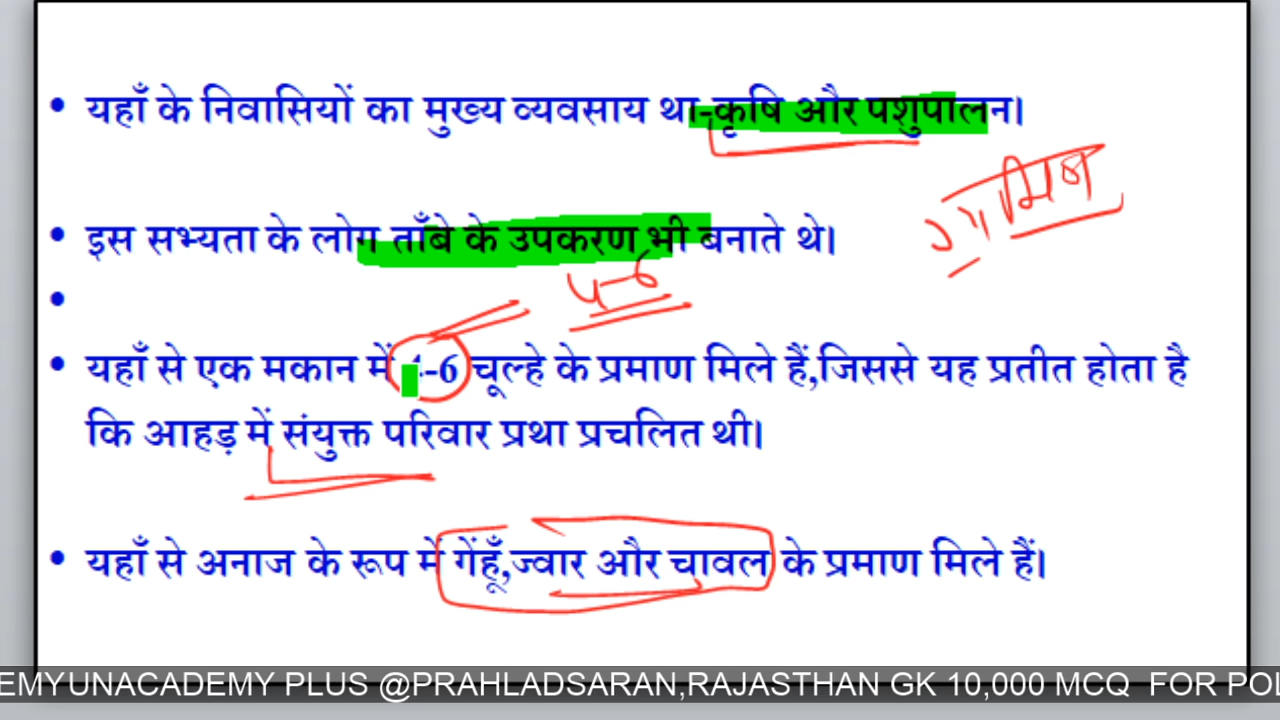 • यहाँ के निवासियों का मुख्य व्यवसाय था-कृषि और पशुपालन।
ग्रामिण
• इस सभ्यता के लोग ताँबे के उपकरण भी बनाते थे।
4-6
•
• यहाँ से एक मकान में 4-6 चूल्हे के प्रमाण मिले हैं,जिससे यह प्रतीत होता है
कि आहड़ में संयुक्त परिवार प्रथा प्रचलित थी।
• यहाँ से अनाज के रूप में गेंहूँ,ज्वार और चावल के प्रमाण मिले हैं।
EMYUNACADEMY PLUS @PRAHLADSARAN,RAJASTHAN GK 10,000 MCQ FOR POL